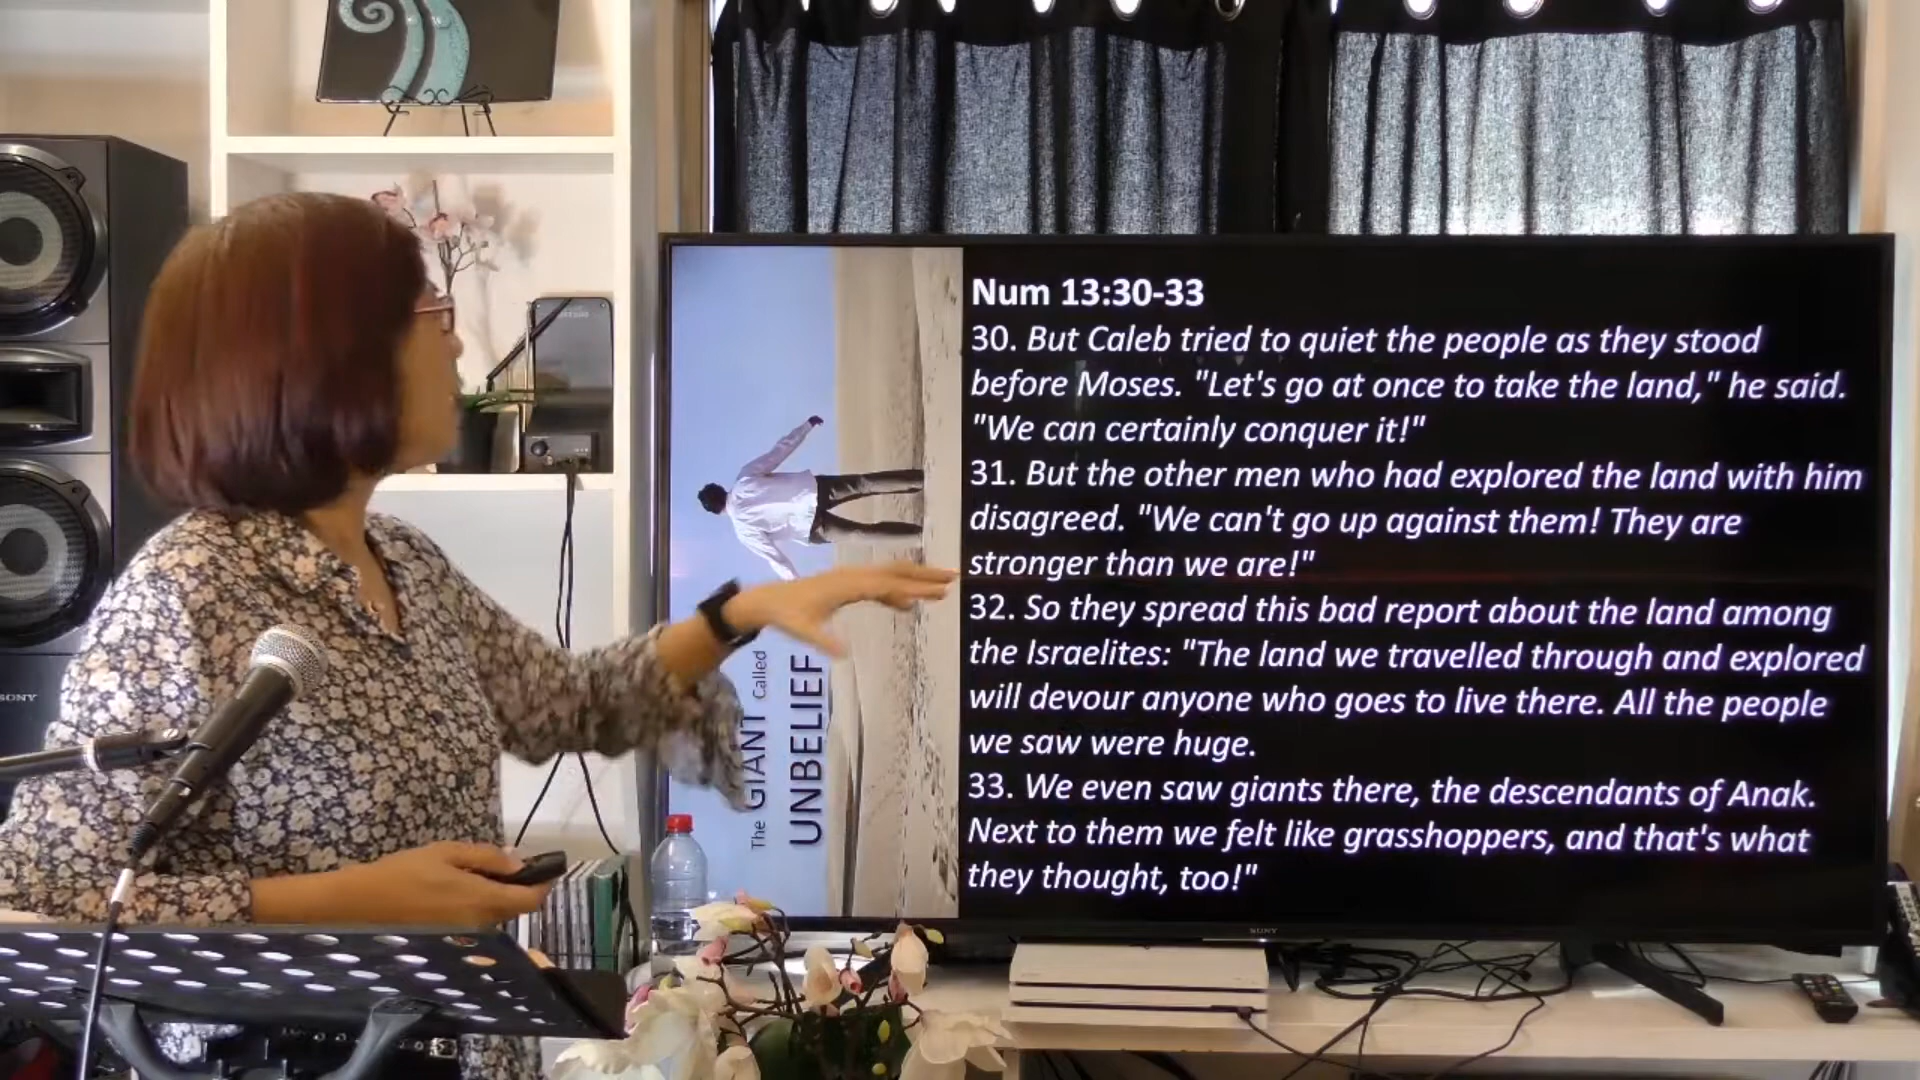 The GIANT Called
UNBELIEF
Num 13:30-33
30. But Caleb tried to quiet the people as they stood
before Moses. "Let's go at once to take the land," he said.
"We can certainly conquer it!"
31. But the other men who had explored the land with him
disagreed. "We can't go up against them! They are
stronger than we are!"
32. So they spread this bad report about the land among
the Israelites: "The land we travelled through and explored
will devour anyone who goes to live there. All the people
we saw were huge.
33. We even saw giants there, the descendants of Anak.
Next to them we felt like grasshoppers, and that's what
they thought, too!"
SONY
SONY